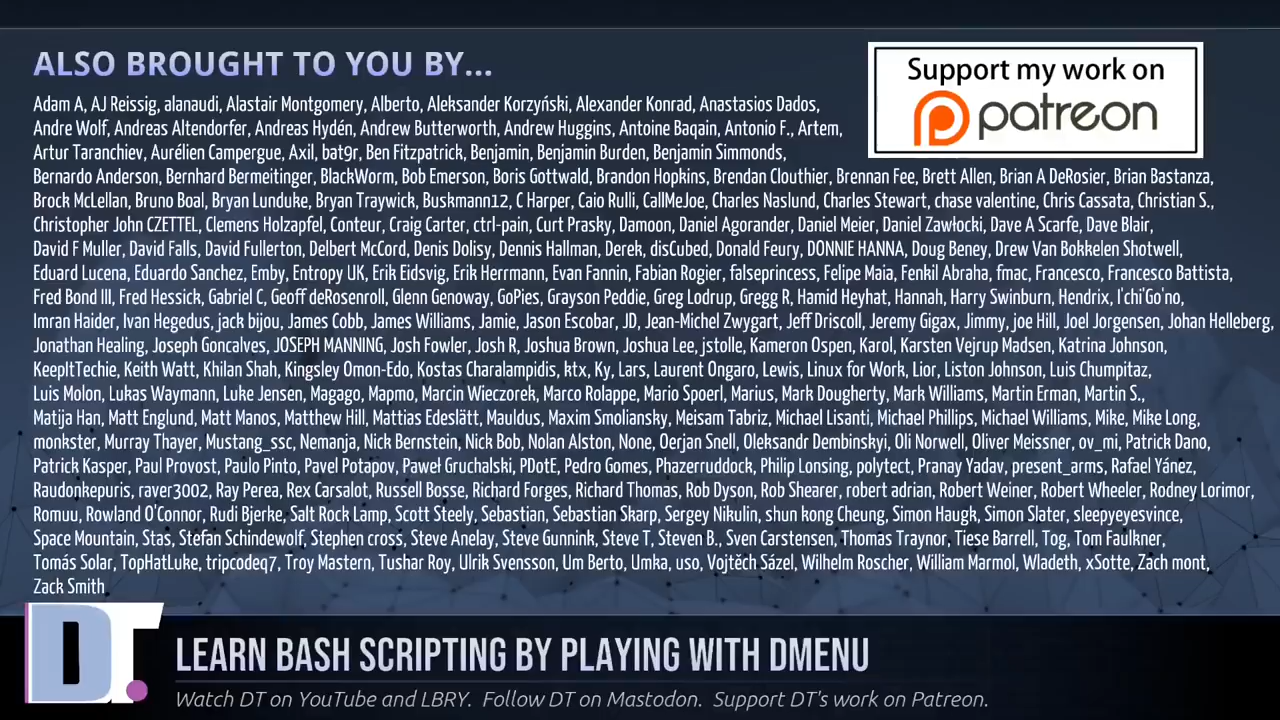 ALSO BROUGHT TO YOU BY...
Support my work on
patreon
Adam A, AJ Reissig, alanaudi, Alastair Montgomery, Alberto, Aleksander Korzyński, Alexander Konrad, Anastasios Dados,
Andre Wolf, Andreas Altendorfer, Andreas Hydén, Andrew Butterworth, Andrew Huggins, Antoine Baqain, Antonio F., Artem,
Artur Taranchiev, Aurélien Campergue, Axil, bat9r, Ben Fitzpatrick, Benjamin, Benjamin Burden, Benjamin Simmonds,
Bernardo Anderson, Bernhard Bermeitinger, BlackWorm, Bob Emerson, Boris Gottwald, Brandon Hopkins, Brendan Clouthier, Brennan Fee, Brett Allen, Brian A DeRosier, Brian Bastanza,
Brock McLellan, Bruno Boal, Bryan Lunduke, Bryan Traywick, Buskmann12, C Harper, Caio Rulli, CallMeJoe, Charles Naslund, Charles Stewart, chase valentine, Chris Cassata, Christian S.,
Christopher John CZETTEL, Clemens Holzapfel, Conteur, Craig Carter, ctrl-pain, Curt Prasky, Damoon, Daniel Agorander, Daniel Meier, Daniel Zawłocki, Dave A Scarfe, Dave Blair,
David F Muller, David Falls, David Fullerton, Delbert McCord, Denis Dolisy, Dennis Hallman, Derek, disCubed, Donald Feury, DONNIE HANNA, Doug Beney, Drew Van Bokkelen Shotwell,
Eduard Lucena, Eduardo Sanchez, Emby, Entropy UK, Erik Eidsvig, Erik Herrmann, Evan Fannin, Fabian Rogier, falseprincess, Felipe Maia, Fenkil Abraha, fmac, Francesco, Francesco Battista,
Fred Bond III, Fred Hessick, Gabriel C, Geoff deRosenroll, Glenn Genoway, GoPies, Grayson Peddie, Greg Lodrup, Gregg R, Hamid Heyhat, Hannah, Harry Swinburn, Hendrix, I'chi'Go'no,
Imran Haider, Ivan Hegedus, jack bijou, James Cobb, James Williams, Jamie, Jason Escobar, JD, Jean-Michel Zwygart, Jeff Driscoll, Jeremy Gigax, Jimmy, joe Hill, Joel Jorgensen, Johan Helleberg,
Jonathan Healing, Joseph Goncalves, JOSEPH MANNING, Josh Fowler, Josh R, Joshua Brown, Joshua Lee, jstolle, Kameron Ospen, Karol, Karsten Vejrup Madsen, Katrina Johnson,
KeepItTechie, Keith Watt, Khilan Shah, Kingsley Omon-Edo, Kostas Charalampidis, ktx, Ky, Lars, Laurent Ongaro, Lewis, Linux for Work, Lior, Liston Johnson, Luis Chumpitaz,
Luis Molon, Lukas Waymann, Luke Jensen, Magago, Mapmo, Marcin Wieczorek, Marco Rolappe, Mario Spoerl, Marius, Mark Dougherty, Mark Williams, Martin Erman, Martin S.,
Matija Han, Matt Englund, Matt Manos, Matthew Hill, Mattias Edeslätt, Mauldus, Maxim Smoliansky, Meisam Tabriz, Michael Lisanti, Michael Phillips, Michael Williams, Mike, Mike Long,
monkster, Murray Thayer, Mustang_ssc, Nemanja, Nick Bernstein, Nick Bob, Nolan Alston, None, Oerjan Snell, Oleksandr Dembinskyi, Oli Norwell, Oliver Meissner, ov_mi, Patrick Dano,
Patrick Kasper, Paul Provost, Paulo Pinto, Pavel Potapov, Paweł Gruchalski, PDotE, Pedro Gomes, Phazerruddock, Philip Lonsing, polytect, Pranay Yadav, present_arms, Rafael Yánez,
Raudonkepuris, raver3002, Ray Perea, Rex Carsalot, Russell Bosse, Richard Forges, Richard Thomas, Rob Dyson, Rob Shearer, robert adrian, Robert Weiner, Robert Wheeler, Rodney Lorimor,
Romuu, Rowland O'Connor, Rudi Bjerke, Salt Rock Lamp, Scott Steely, Sebastian, Sebastian Skarp, Sergey Nikulin, shun kong Cheung, Simon Haugk, Simon Slater, sleepyeyesvince,
Space Mountain, Stas, Stefan Schindewolf, Stephen cross, Steve Anelay, Steve Gunnink, Steve T, Steven B., Sven Carstensen, Thomas Traynor, Tiese Barrell, Tog, Tom Faulkner,
Tomás Solar, TopHatLuke, tripcodeq7, Troy Mastern, Tushar Roy, Ulrik Svensson, Um Berto, Umka, uso, Vojtěch Sázel, Wilhelm Roscher, William Marmol, Wladeth, xSotte, Zach mont,
Zack Smith
DT.
LEARN BASH SCRIPTING BY PLAYING WITH DMENU
Watch DT on YouTube and LBRY. Follow DT on Mastodon. Support DT's work on Patreon.